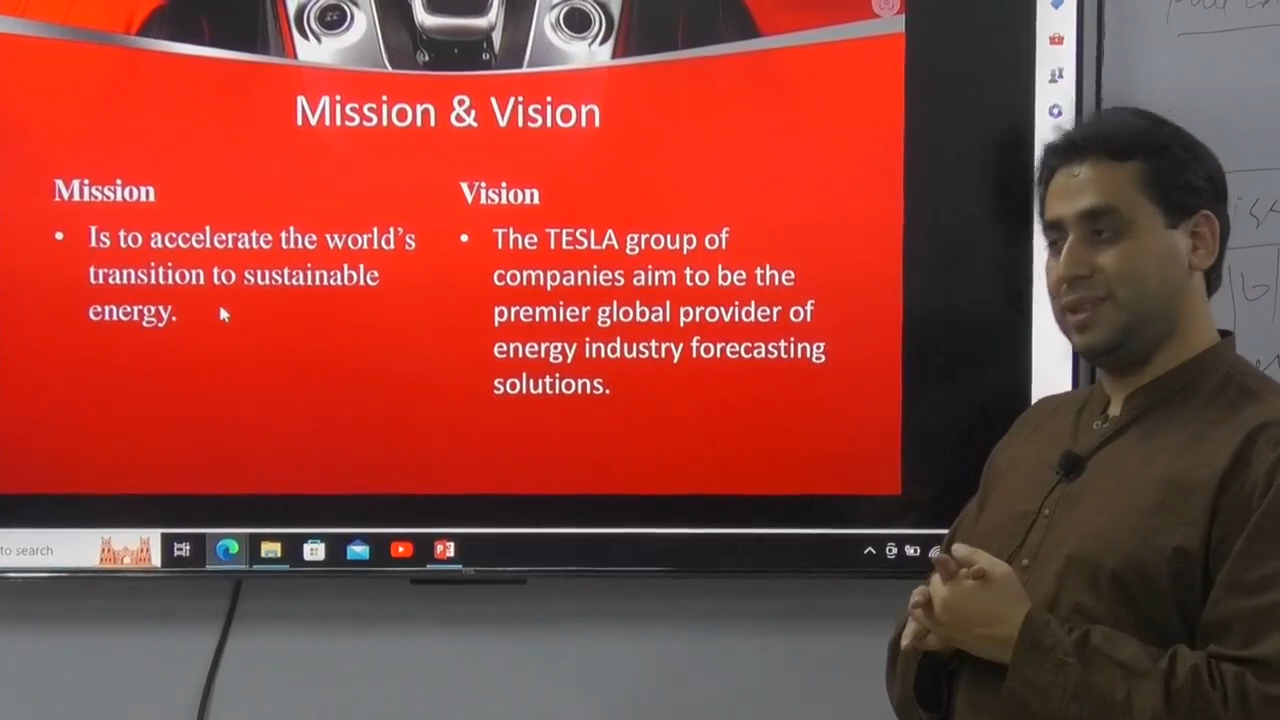 Mission & Vision
Mission
• Is to accelerate the world's
transition to sustainable
energy.
Vision
• The TESLA group of
companies aim to be the
premier global provider of
energy industry forecasting
solutions.
to search
TCL